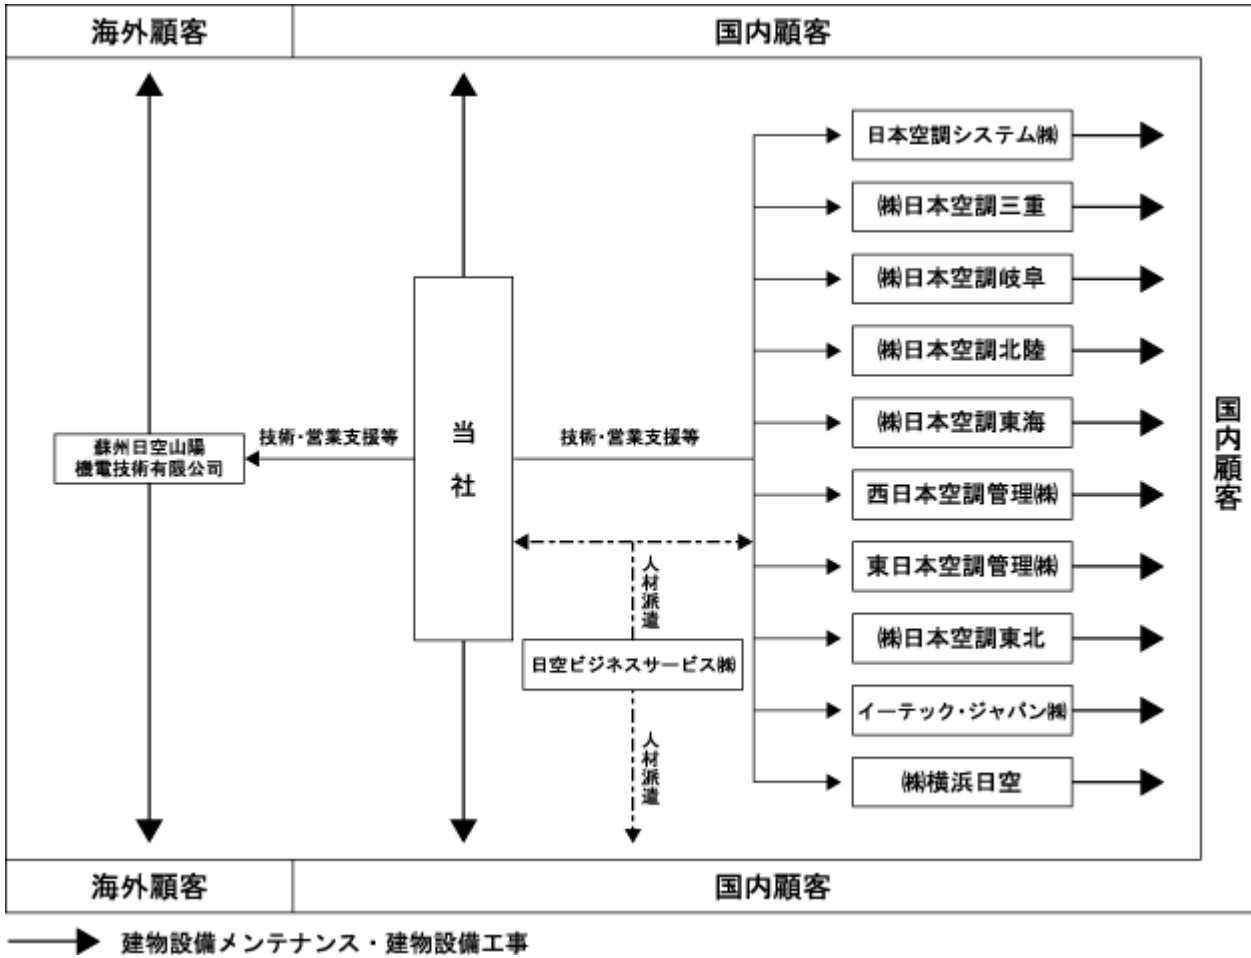 海外顧客
国内顧客
日本空調システム㈱
㈱日本空調三重
㈱日本空調岐阜
㈱日本空調北陸
㈱日本空調東海
西日本空調管理㈱
東日本空調管理㈱
㈱日本空調東北
イーテック・ジャパン㈱
㈱横浜日空
国内顧客
蘇州日空山陽
機電技術有限公司
技術・営業支援等
当社
技術・営業支援等
人材派遣
日空ビジネスサービス㈱
人材派遣
海外顧客
国内顧客
建物設備メンテナンス・建物設備工事